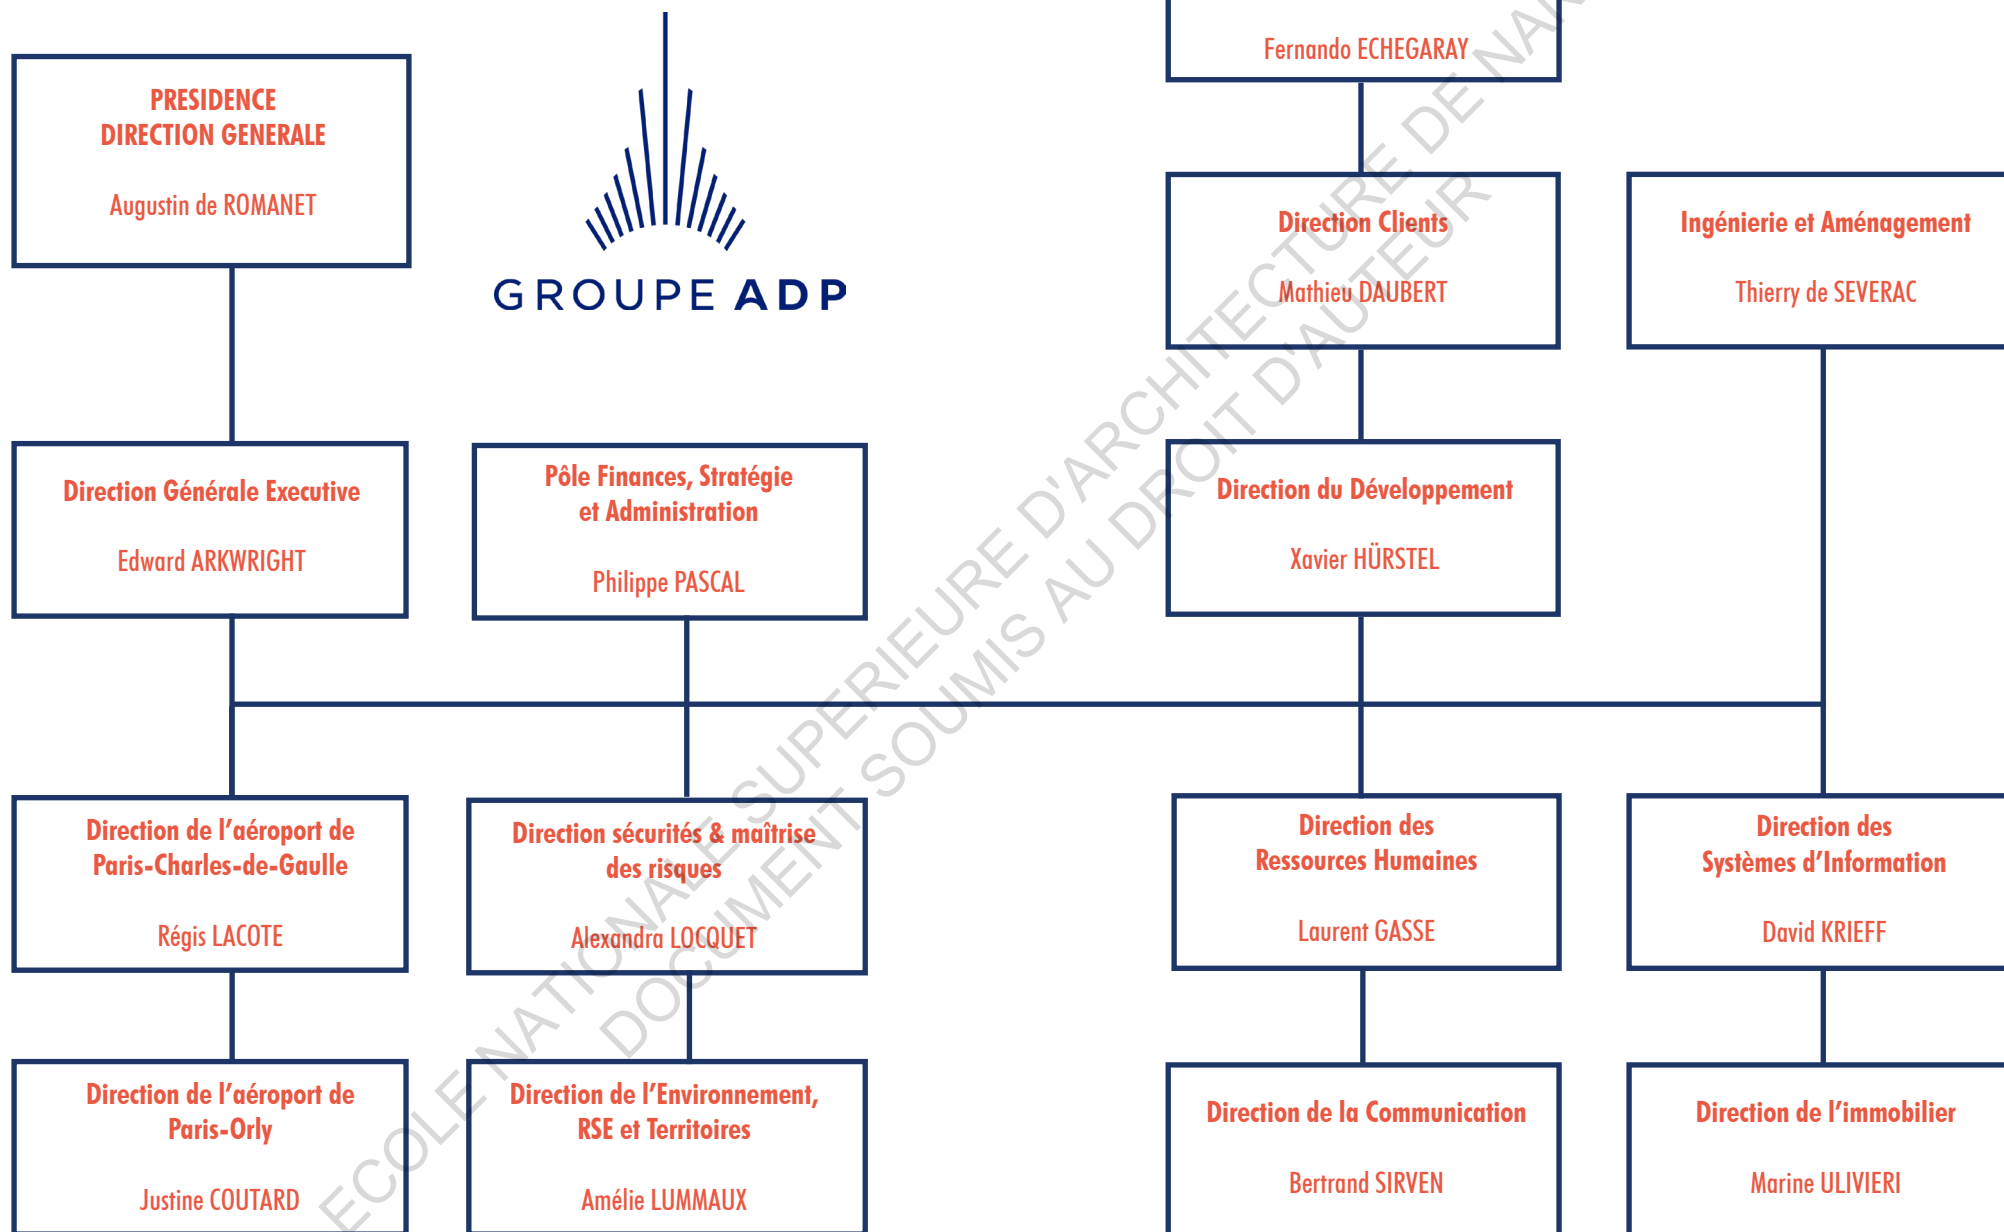 Fernando ECHEGARAY
PRESIDENCE
DIRECTION GENERALE
Augustin de ROMANET
GROUPE ADP
Direction Clients
Mathieu DAUBERT
Ingénierie et Aménagement
Thierry de SEVERAC
Direction Générale Executive
Edward ARKWRIGHT
Pôle Finances, Stratégie
et Administration
Philippe PASCAL
Direction du Développement
Xavier HÜRSTEL
Direction de l'aéroport de
Paris-Charles-de-Gaulle
Régis LACOTE
Direction sécurités & maîtrise
des risques
Alexandra LOCQUET
Direction des
Ressources Humaines
Laurent GASSE
Direction des
Systèmes d'Information
David KRIEFF
Direction de l'aéroport de
Paris-Orly
Justine COUTARD
Direction de l'Environnement,
RSE et Territoires
Amélie LUMMAUX
Direction de la Communication
Bertrand SIRVEN
Direction de l'immobilier
Marine ULIVIERI
ECOLE NATIONALE SUPERIEURE D'ARCHITECTURE DE
DOCUMENT SOUMIS AU DROIT D'AUTEUR